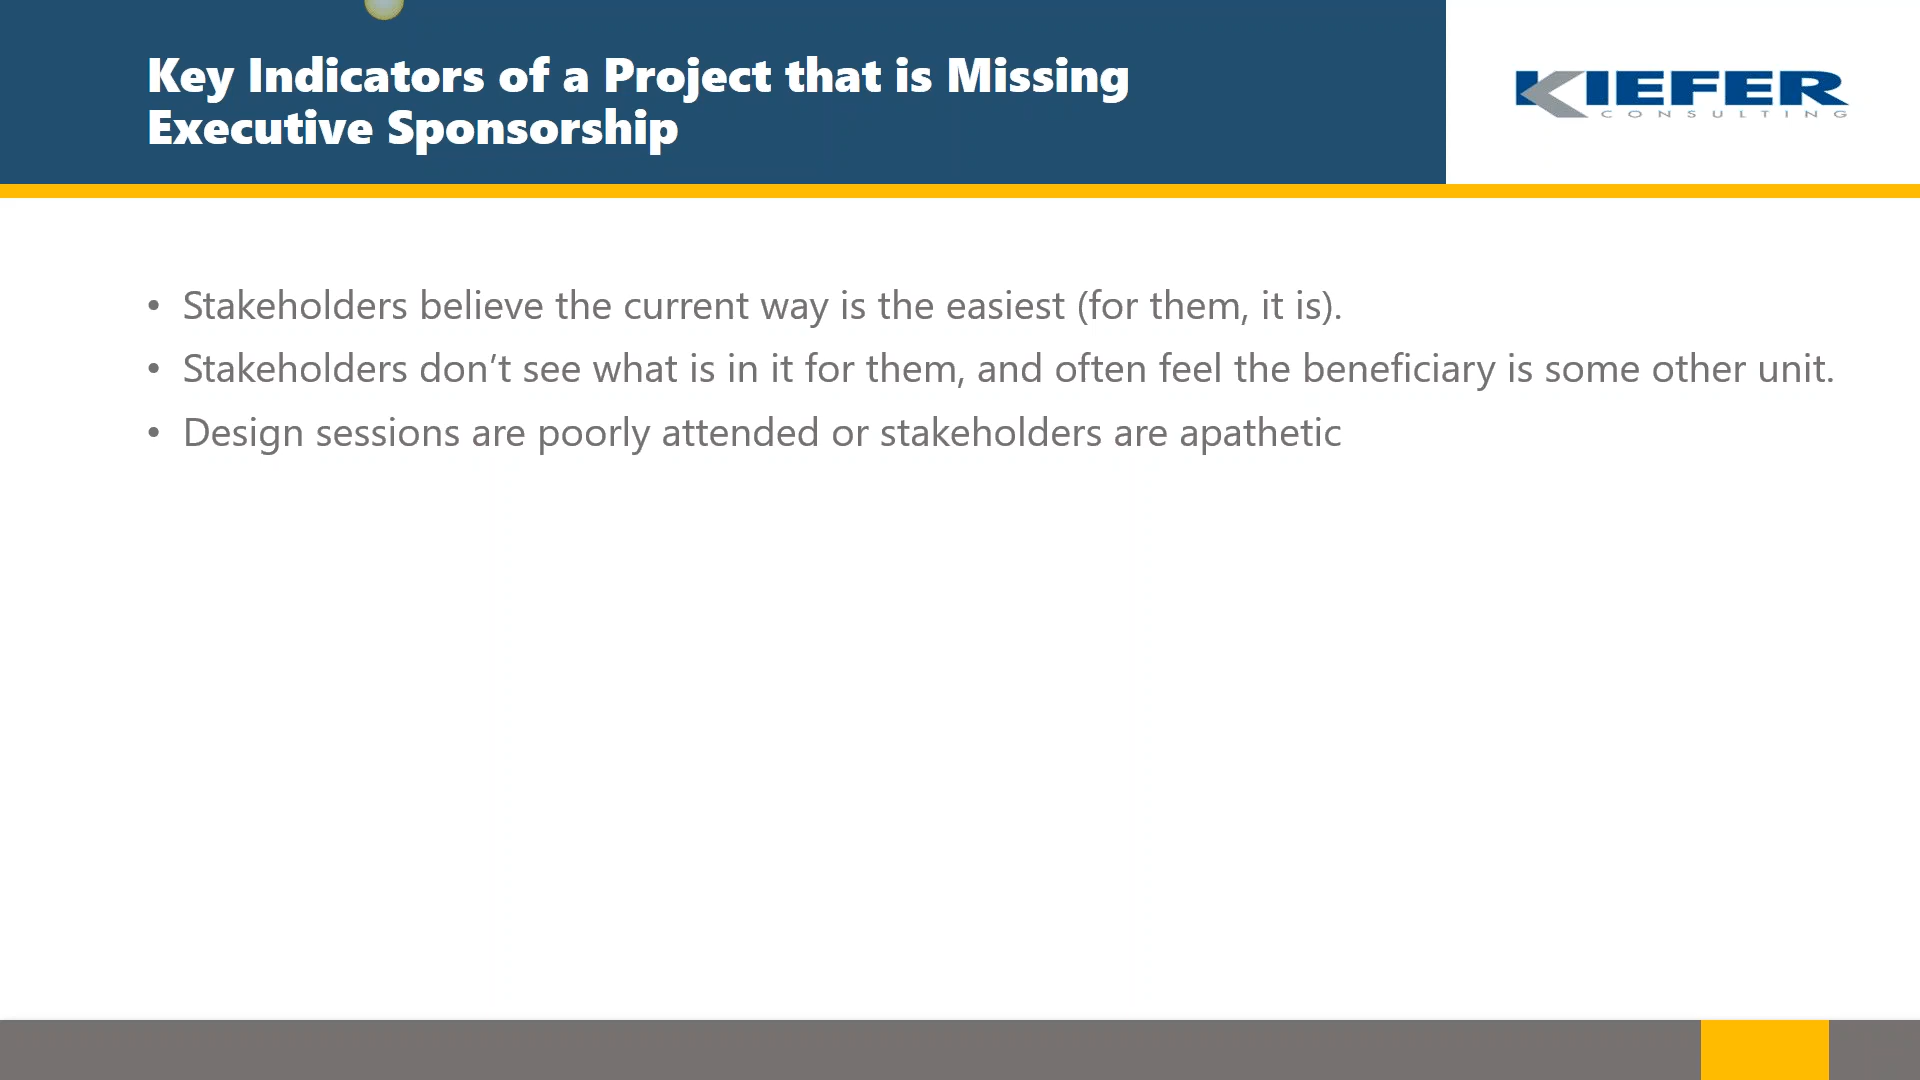 Key Indicators of a Project that is Missing
Executive Sponsorship
KIEFER
CONSULTING
• Stakeholders believe the current way is the easiest (for them, it is).
• Stakeholders don’t see what is in it for them, and often feel the beneficiary is some other unit.
• Design sessions are poorly attended or stakeholders are apathetic